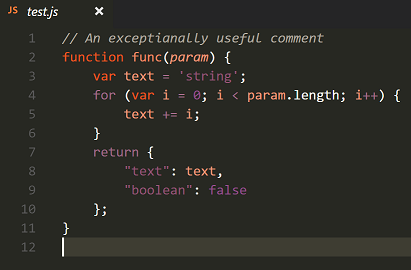 JS test.js ×
1 // An exceptianally useful comment
2 function func(param) {
3     var text = 'string';
4     for (var i = 0; i < param.length; i++) {
5         text += i;
6     }
7     return {
8         "text": text,
9         "boolean": false
10     };
11 }
12